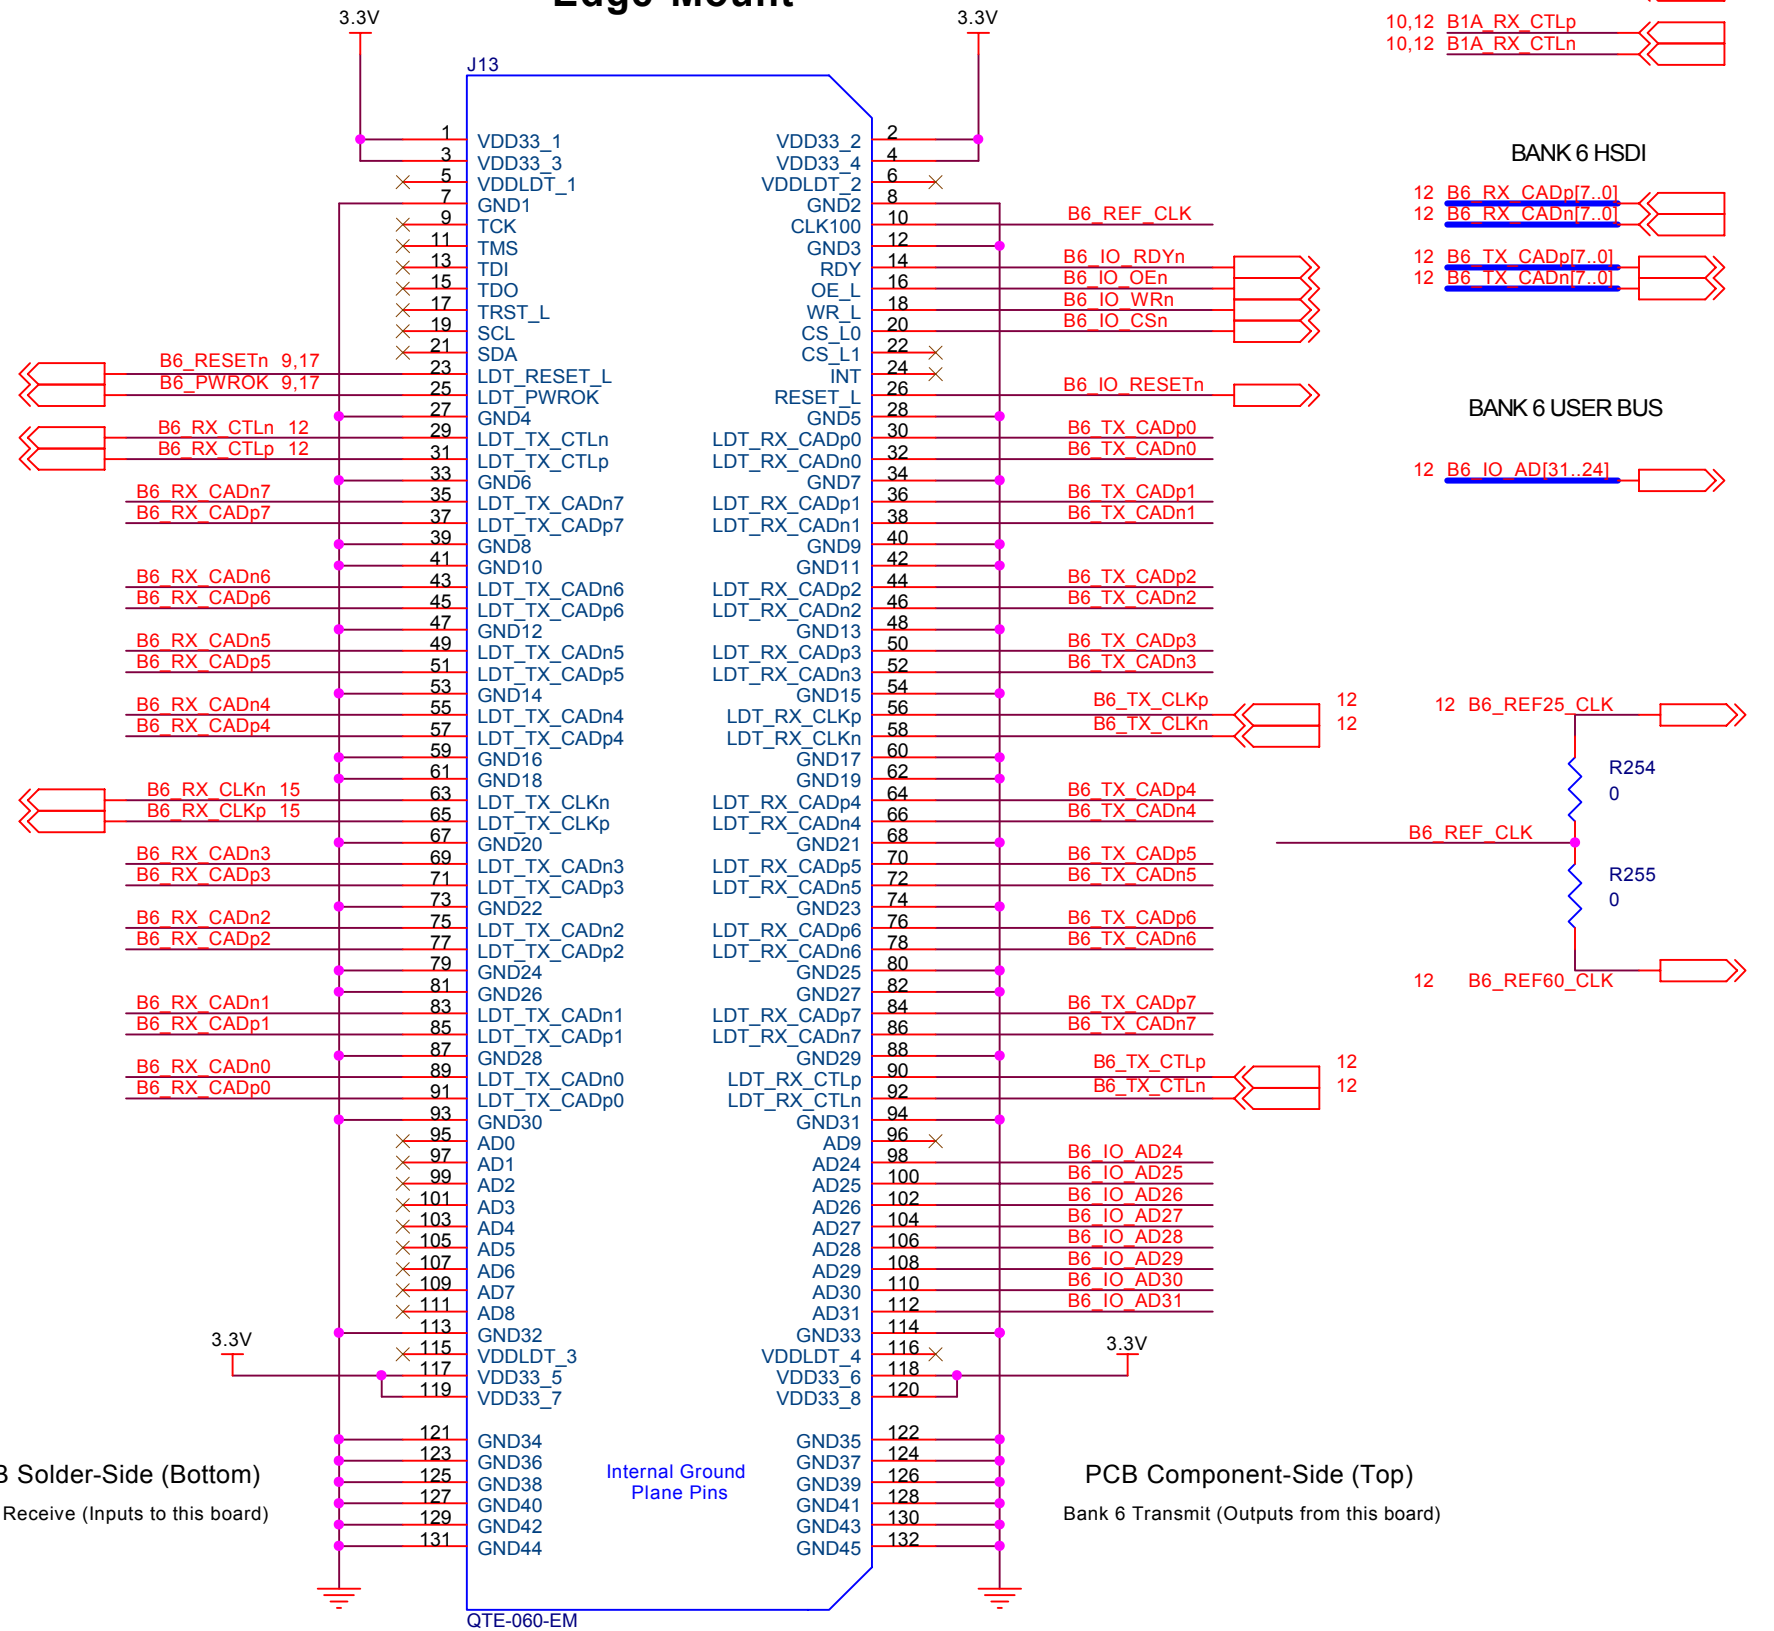 Edge Mount
3.3V
3.3V
10,12 B1A_RX_CTLp
10,12 B1A_RX_CTLn
J13
1 VDD33_1 VDD33_2 2
3 VDD33_3 VDD33_4 4
5 VDDLDT_1 VDDLDT_2 6
7 GND1 GND2 8
9 TCK CLK100 10 B6_REF_CLK
11 TMS GND3 12
13 TDI RDY 14 B6_IO_RDYn
15 TDO OE_L 16 B6_IO_OEn
17 TRST_L WR_L 18 B6_IO_WRn
19 SCL CS_L0 20 B6_IO_CSn
21 SDA CS_L1 22
B6_RESETn 9,17 23 LDT_RESET_L INT 24
B6_PWROK 9,17 25 LDT_PWROK RESET_L 26 B6_IO_RESETn
27 GND4 GND5 28
B6_RX_CTLn 12 29 LDT_TX_CTLn LDT_RX_CADp0 30 B6_TX_CADp0
B6_RX_CTLp 12 31 LDT_TX_CTLp LDT_RX_CADn0 32 B6_TX_CADn0
33 GND6 GND7 34
B6_RX_CADn7 35 LDT_TX_CADn7 LDT_RX_CADp1 36 B6_TX_CADp1
B6_RX_CADp7 37 LDT_TX_CADp7 LDT_RX_CADn1 38 B6_TX_CADn1
39 GND8 GND9 40
41 GND10 GND11 42
B6_RX_CADn6 43 LDT_TX_CADn6 LDT_RX_CADp2 44 B6_TX_CADp2
B6_RX_CADp6 45 LDT_TX_CADp6 LDT_RX_CADn2 46 B6_TX_CADn2
47 GND12 GND13 48
B6_RX_CADn5 49 LDT_TX_CADn5 LDT_RX_CADp3 50 B6_TX_CADp3
B6_RX_CADp5 51 LDT_TX_CADp5 LDT_RX_CADn3 52 B6_TX_CADn3
53 GND14 GND15 54
B6_RX_CADn4 55 LDT_TX_CADn4 LDT_RX_CLKp 56 B6_TX_CLKp 12
B6_RX_CADp4 57 LDT_TX_CADp4 LDT_RX_CLKn 58 B6_TX_CLKn 12
59 GND16 GND17 60
61 GND18 GND19 62
B6_RX_CLKn 15 63 LDT_TX_CLKn LDT_RX_CADp4 64 B6_TX_CADp4
B6_RX_CLKp 15 65 LDT_TX_CLKp LDT_RX_CADn4 66 B6_TX_CADn4
67 GND20 GND21 68
B6_RX_CADn3 69 LDT_TX_CADn3 LDT_RX_CADp5 70 B6_TX_CADp5
B6_RX_CADp3 71 LDT_TX_CADp3 LDT_RX_CADn5 72 B6_TX_CADn5
73 GND22 GND23 74
B6_RX_CADn2 75 LDT_TX_CADn2 LDT_RX_CADp6 76 B6_TX_CADp6
B6_RX_CADp2 77 LDT_TX_CADp2 LDT_RX_CADn6 78 B6_TX_CADn6
79 GND24 GND25 80
81 GND26 GND27 82
B6_RX_CADn1 83 LDT_TX_CADn1 LDT_RX_CADp7 84 B6_TX_CADp7
B6_RX_CADp1 85 LDT_TX_CADp1 LDT_RX_CADn7 86 B6_TX_CADn7
87 GND28 GND29 88
B6_RX_CADn0 89 LDT_TX_CADn0 LDT_RX_CTLp 90 B6_TX_CTLp 12
B6_RX_CADp0 91 LDT_TX_CADp0 LDT_RX_CTLn 92 B6_TX_CTLn 12
93 GND30 GND31 94
95 AD0 AD9 96
97 AD1 AD24 98 B6_IO_AD24
99 AD2 AD25 100 B6_IO_AD25
101 AD3 AD26 102 B6_IO_AD26
103 AD4 AD27 104 B6_IO_AD27
105 AD5 AD28 106 B6_IO_AD28
107 AD6 AD29 108 B6_IO_AD29
109 AD7 AD30 110 B6_IO_AD30
111 AD8 AD31 112 B6_IO_AD31
113 GND32 GND33 114
3.3V 115 VDDLDT_3 VDDLDT_4 116 3.3V
117 VDD33_5 VDD33_6 118
119 VDD33_7 VDD33_8 120
121 GND34 GND35 122
123 GND36 GND37 124
125 GND38 GND39 126
127 GND40 GND41 128
129 GND42 GND43 130
131 GND44 GND45 132
Internal Ground
Plane Pins
QTE-060-EM
B Solder-Side (Bottom)
Receive (Inputs to this board)
PCB Component-Side (Top)
Bank 6 Transmit (Outputs from this board)
BANK 6 HSDI
12 B6_RX_CADp[7..0]
12 B6_RX_CADn[7..0]
12 B6_TX_CADp[7..0]
12 B6_TX_CADn[7..0]
BANK 6 USER BUS
12 B6_IO_AD[31..24]
12 B6_REF25_CLK
R254
0
B6_REF_CLK
R255
0
12 B6_REF60_CLK